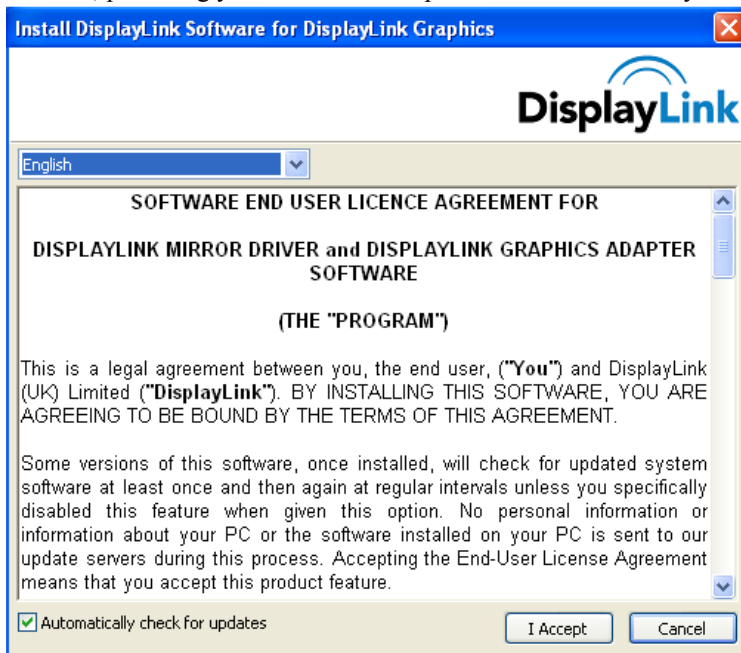 Install DisplayLink Software for DisplayLink Graphics
DisplayLink
English
SOFTWARE END USER LICENCE AGREEMENT FOR
DISPLAYLINK MIRROR DRIVER and DISPLAYLINK GRAPHICS ADAPTER
SOFTWARE
(THE "PROGRAM")
This is a legal agreement between you, the end user, ("You") and DisplayLink
(UK) Limited ("DisplayLink"). BY INSTALLING THIS SOFTWARE, YOU ARE
AGREEING TO BE BOUND BY THE TERMS OF THIS AGREEMENT.
Some versions of this software, once installed, will check for updated system
software at least once and then again at regular intervals unless you specifically
disabled this feature when given this option. No personal information or
information about your PC or the software installed on your PC is sent to our
update servers during this process. Accepting the End-User License Agreement
means that you accept this product feature.
Automatically check for updates
I Accept
Cancel